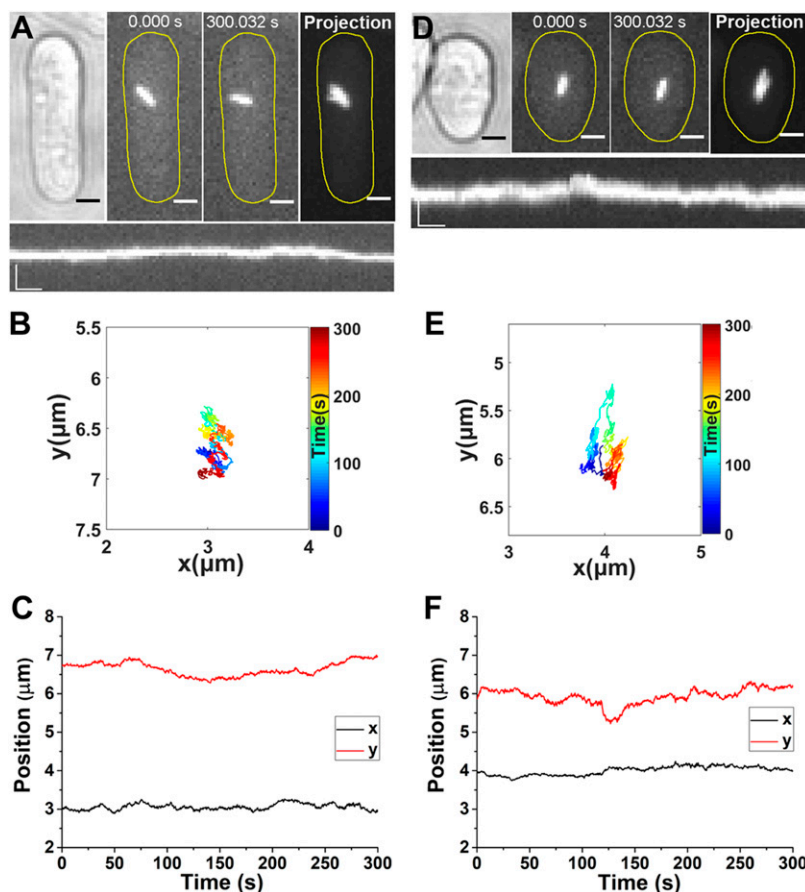 A
0.000 s
300.032 s
Projection
D
0.000 s
300.032 s
Projection
B
5.5
6
6.5
7
7.5
2
3
4
y(µm)
x(µm)
300
200
100
0
Time(s)
E
5
5.5
6
6.5
3
4
5
y(µm)
x(µm)
300
200
100
0
Time(s)
C
8
7
6
5
4
3
2
0
50
100
150
200
250
300
Position (µm)
Time (s)
x
y
F
8
7
6
5
4
3
2
0
50
100
150
200
250
300
Position (µm)
Time (s)
x
y